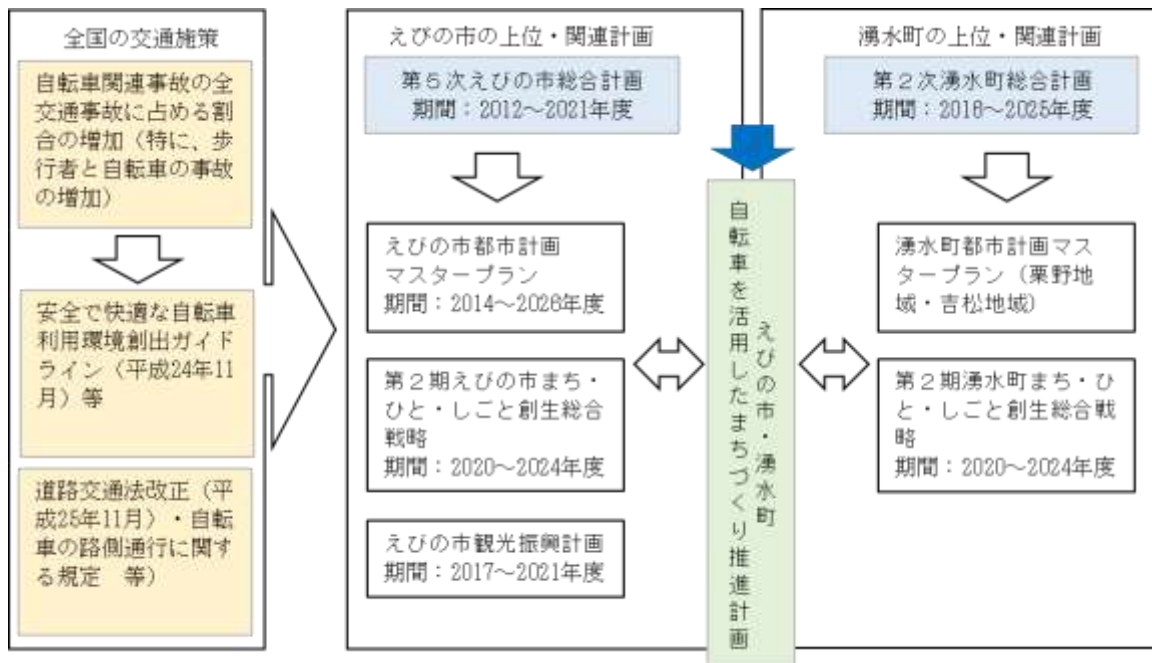 全国の交通施策
自転車関連事故の全
交通事故に占める割
合の増加（特に、歩
行者と自転車の事故
の増加）
安全で快適な自転車
利用環境創出ガイド
ライン（平成24年11
月）等
道路交通法改正（平
成25年11月）・自転
車の路側通行に関す
る規定　等）
えびの市の上位・関連計画
第５次えびの市総合計画
期間：2012～2021年度
えびの市都市計画
マスタープラン
期間：2014～2026年度
第２期えびの市まち・
ひと・しごと創生総合
戦略
期間：2020～2024年度
えびの市観光振興計画
期間：2017～2021年度
えびの市・湧水町
自転車を活用したまちづくり推進計画
湧水町の上位・関連計画
第２次湧水町総合計画
期間：2016～2025年度
湧水町都市計画マス
タープラン（栗野地
域・吉松地域）
第２期湧水町まち・ひ
と・しごと創生総合戦
略
期間：2020～2024年度